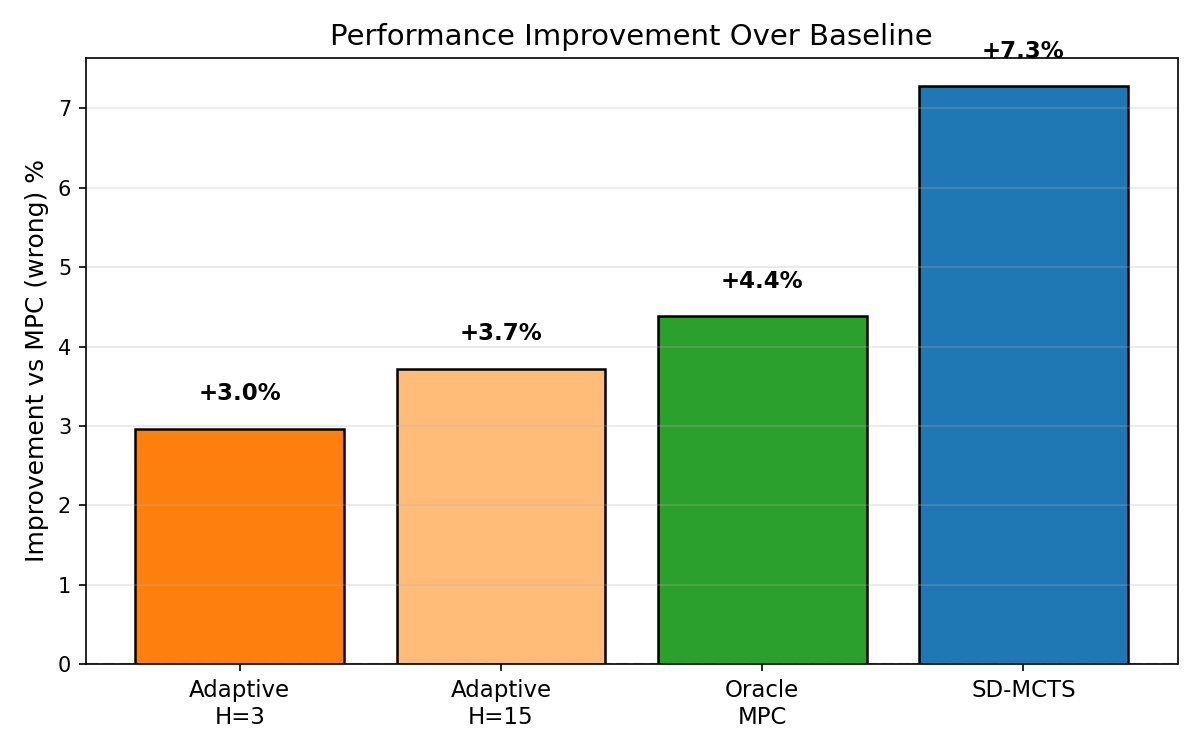 Performance Improvement Over Baseline
+7.3%
7
6
5
4
3
2
1
0
Improvement vs MPC (wrong) %
+4.4%
+3.7%
+3.0%
Adaptive
H=3
Adaptive
H=15
Oracle
MPC
SD-MCTS